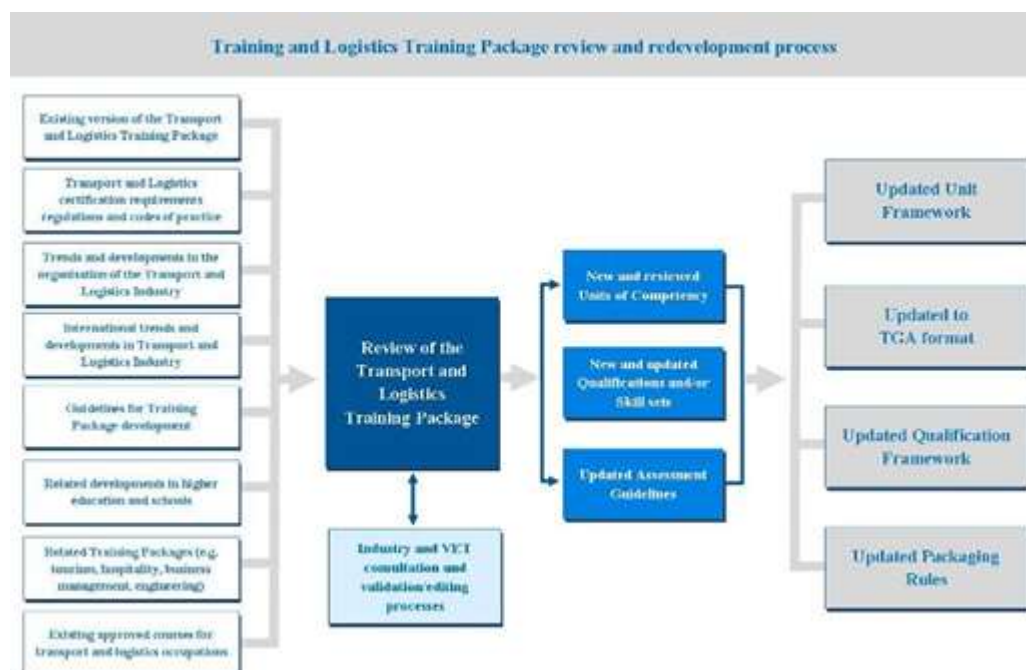 Training and Logistics Training Package review and redevelopment process
Existing version of the Transport
and Logistics Training Package
Transport and Logistics
certification requirements
regulations and codes of practice
Trends and developments in the
organisation of the Transport and
Logistics Industry
International trends and
developments in Transport and
Logistics Industry
Guidelines for Training
Package development
Related developments in higher
education and schools
Related Training Packages (e.g.
tourism, hospitality, business
management, engineering)
Existing approved courses for
transport and logistics occupations
Review of the
Transport and
Logistics
Training Package
Industry and VET
consultation and
validation/editing
processes
New and reviewed
Units of Competency
New and updated
Qualifications and/or
Skill sets
Updated Assessment
Guidelines
Updated Unit
Framework
Updated to
TGA format
Updated Qualification
Framework
Updated Packaging
Rules